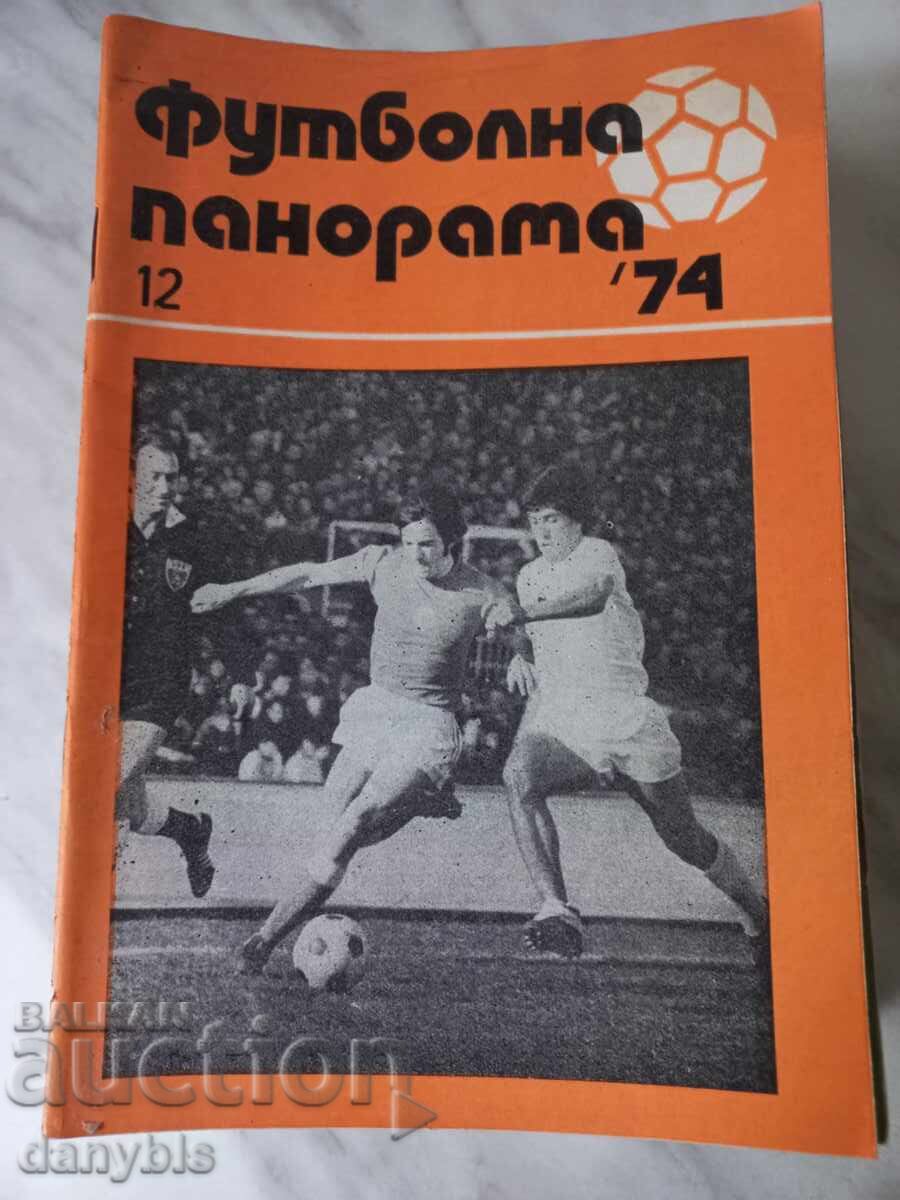 Футболна
панорама
12 '74
BALKAN
auction
danybls